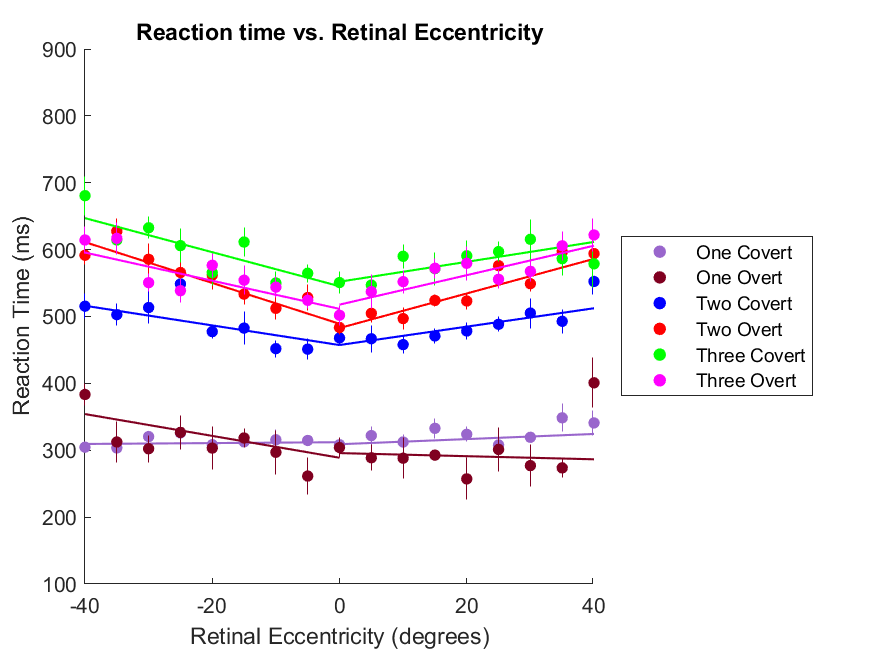 Reaction time vs. Retinal Eccentricity
900
800
700
600
500
400
300
200
100
Reaction Time (ms)
-40
-20
0
20
40
Retinal Eccentricity (degrees)
One Covert
One Overt
Two Covert
Two Overt
Three Covert
Three Overt